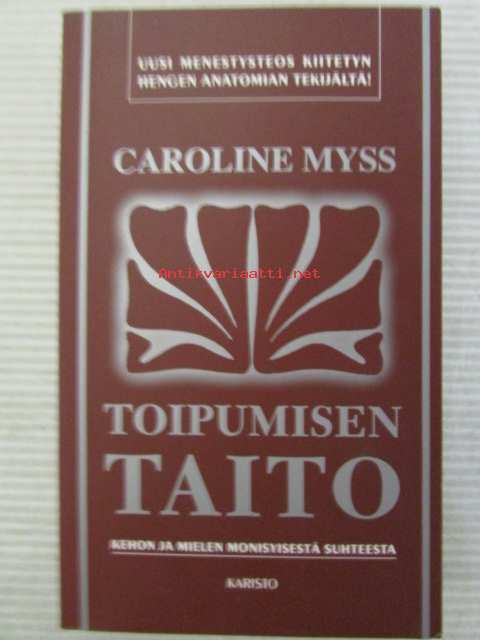 UUSI MENESTYSTEOS KIITETYN
HENGEN ANATOMIAN TEKIJÄLTÄ!
CAROLINE MYSS
Antikvariaatti.net
TOIPUMISEN
TAITO
KEHON JA MIELEN MONISYISESTÄ SUHTEESTA
KARISTO